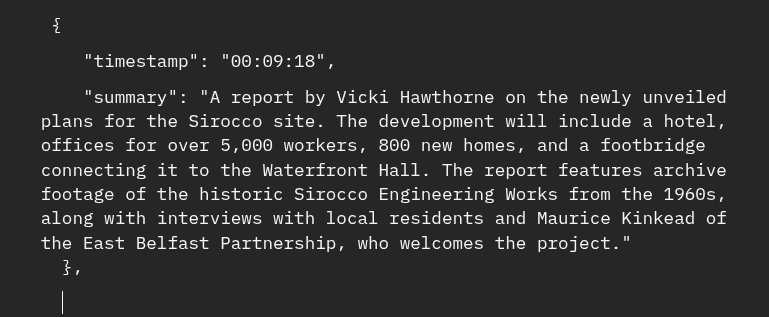 {
"timestamp": "00:09:18",
"summary": "A report by Vicki Hawthorne on the newly unveiled
plans for the Sirocco site. The development will include a hotel,
offices for over 5,000 workers, 800 new homes, and a footbridge
connecting it to the Waterfront Hall. The report features archive
footage of the historic Sirocco Engineering Works from the 1960s,
along with interviews with local residents and Maurice Kinkead of
the East Belfast Partnership, who welcomes the project."
},